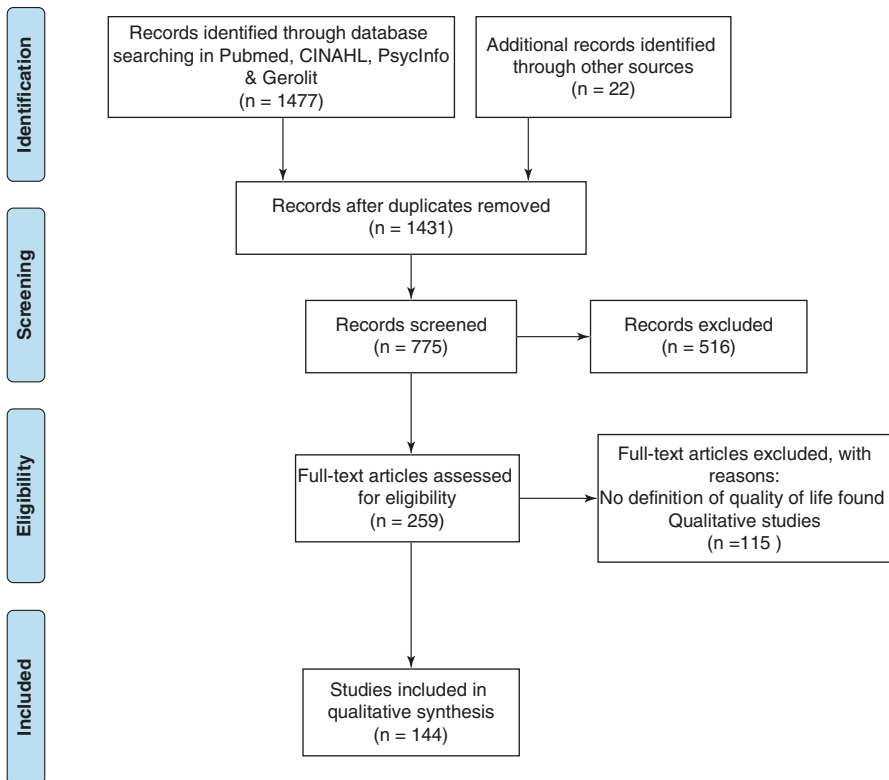 Identification
Records identified through database
searching in Pubmed, CINAHL, PsycInfo
& Gerolit
(n = 1477)
Additional records identified
through other sources
(n = 22)
Screening
Records after duplicates removed
(n = 1431)
Records screened
(n = 775)
Records excluded
(n = 516)
Eligibility
Full-text articles assessed
for eligibility
(n = 259)
Full-text articles excluded, with
reasons:
No definition of quality of life found
Qualitative studies
(n =115 )
Included
Studies included in
qualitative synthesis
(n = 144)